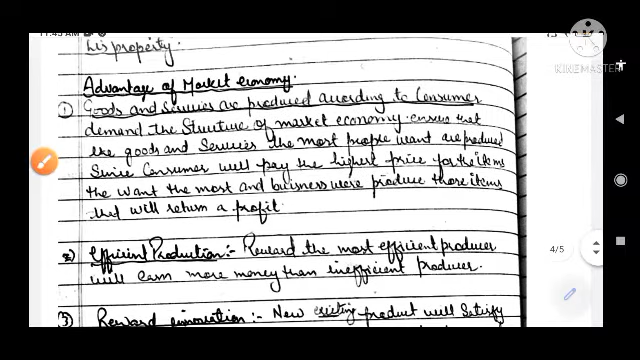 11:45 AM
his property.
Advantage of Market economy.
① Goods and Services are produced according to Consumer
demand. The Structure of market economy. ensures that
the goods and Services the most people want are produced
Since Consumer will pay the highest price for the items
the want the most and business were produce those items
that will return a profit.
2) Efficient Production:- Reward the most efficient producer
will earn more money than inefficient producer.
③ Reward innovation:- New existing product will Satisfy
KINEMASTER
4/5